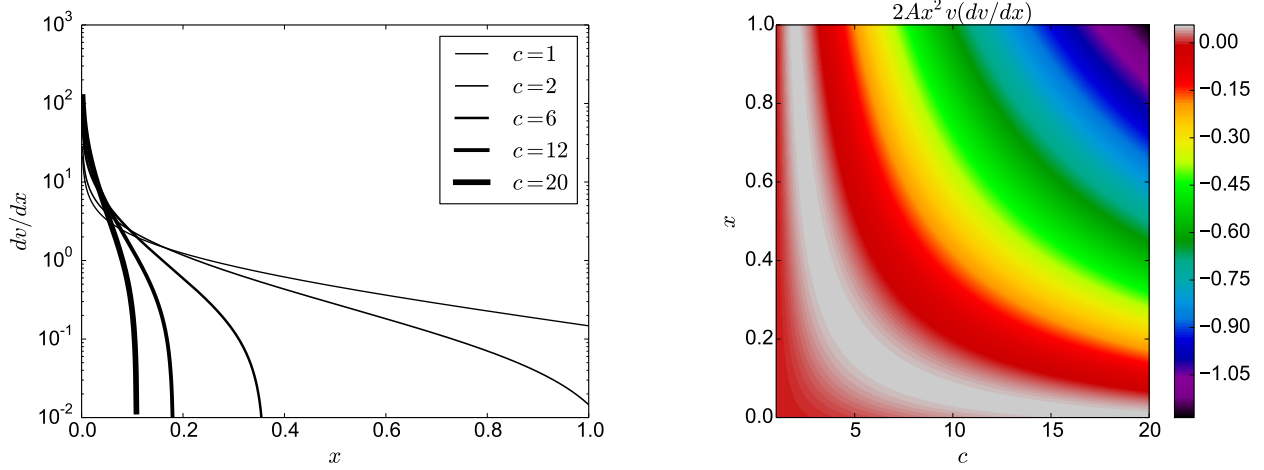 10^3
10^2
10^1
10^0
10^{-1}
10^{-2}
dv/dx
0.0 0.2 0.4 0.6 0.8 1.0
x
c=1
c=2
c=6
c=12
c=20
2Ax^2 v(dv/dx)
1.0
0.8
0.6
0.4
0.2
0.0
x
5 10 15 20
c
0.00
−0.15
−0.30
−0.45
−0.60
−0.75
−0.90
−1.05